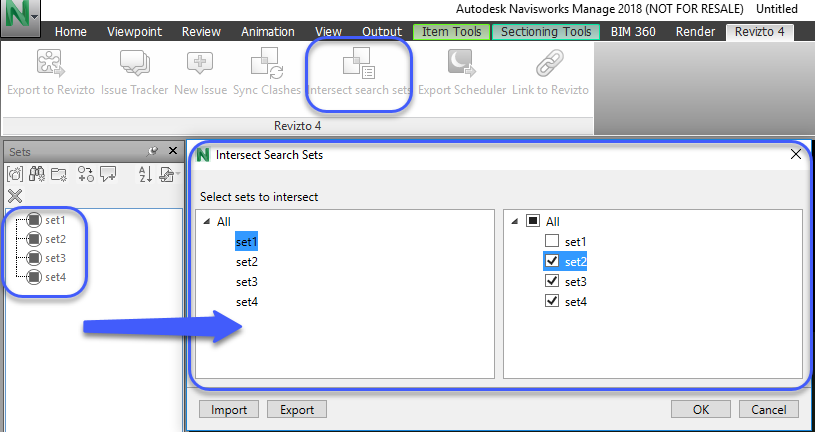 Autodesk Navisworks Manage 2018 (NOT FOR RESALE) Untitled
N
Home Viewpoint Review Animation View Output Item Tools Sectioning Tools BIM 360 Render Revizto 4
Export to Revizto Issue Tracker New Issue Sync Clashes Intersect search sets Export Scheduler Link to Revizto
Revizto 4
Sets
set1
set2
set3
set4
N Intersect Search Sets
Select sets to intersect
All
set1
set2
set3
set4
All
set1
set2
set3
set4
Import Export OK Cancel